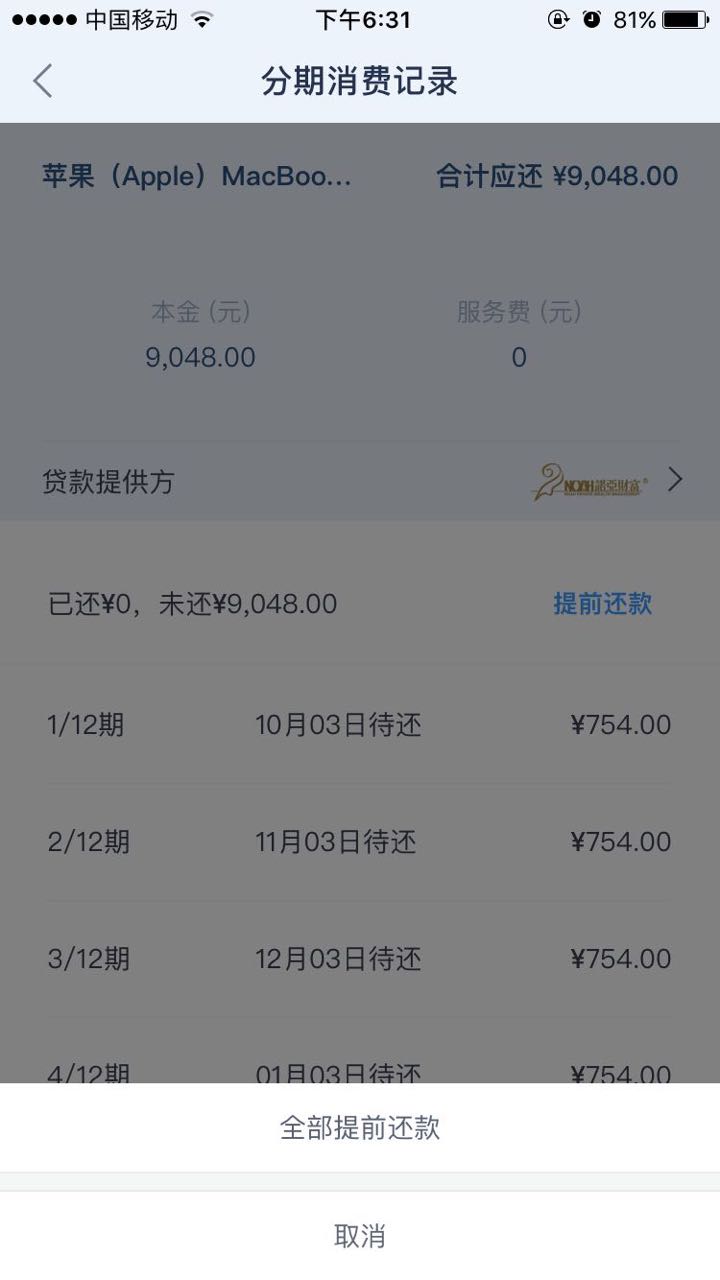 中国移动 下午6:31 81%
分期消费记录
苹果（Apple）MacBoo... 合计应还 ¥9,048.00
本金 (元) 服务费 (元)
9,048.00 0
贷款提供方 NOAH諾亞財富
已还¥0，未还¥9,048.00 提前还款
1/12期 10月03日待还 ¥754.00
2/12期 11月03日待还 ¥754.00
3/12期 12月03日待还 ¥754.00
4/12期 01月03日待还 ¥754.00
全部提前还款
取消